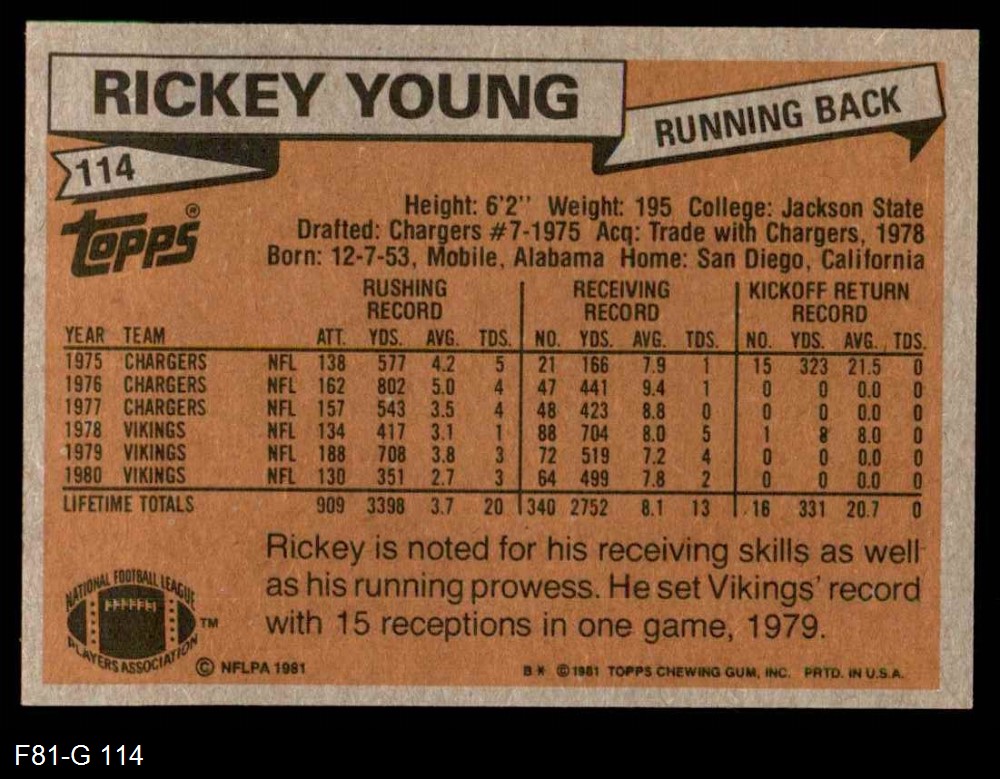 RICKEY YOUNG
RUNNING BACK
114
Topps®
Height: 6'2'' Weight: 195 College: Jackson State
Drafted: Chargers #7-1975 Acq: Trade with Chargers, 1978
Born: 12-7-53, Mobile, Alabama Home: San Diego, California
RUSHING RECORD RECEIVING RECORD KICKOFF RETURN RECORD
YEAR TEAM ATT. YDS. AVG. TDS. NO. YDS. AVG. TDS. NO. YDS. AVG. TDS.
1975 CHARGERS NFL 138 577 4.2 5 21 166 7.9 1 15 323 21.5 0
1976 CHARGERS NFL 162 802 5.0 4 47 441 9.4 1 0 0 0.0 0
1977 CHARGERS NFL 157 543 3.5 4 48 423 8.8 0 0 0 0.0 0
1978 VIKINGS NFL 134 417 3.1 1 88 704 8.0 5 1 8 8.0 0
1979 VIKINGS NFL 188 708 3.8 3 72 519 7.2 4 0 0 0.0 0
1980 VIKINGS NFL 130 351 2.7 3 64 499 7.8 2 0 0 0.0 0
LIFETIME TOTALS 909 3398 3.7 20 340 2752 8.1 13 16 331 20.7 0
Rickey is noted for his receiving skills as well
as his running prowess. He set Vikings' record
with 15 receptions in one game, 1979.
NATIONAL FOOTBALL LEAGUE
PLAYERS ASSOCIATION
TM
© NFLPA 1981
B* © 1981 TOPPS CHEWING GUM, INC. PRTD. IN U.S.A.
F81-G 114